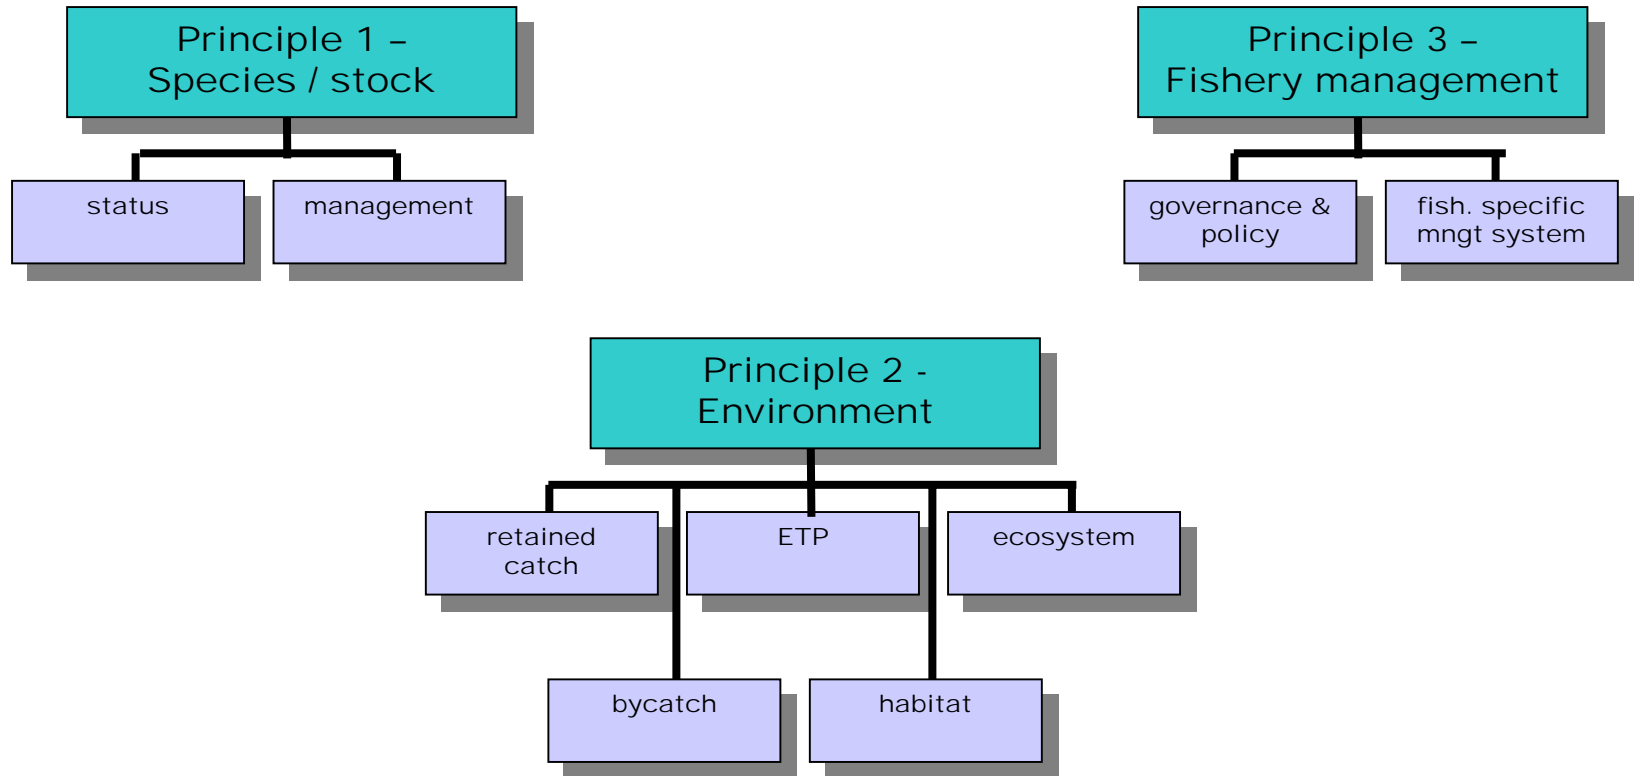 Principle 1 –
Species / stock
status
management
Principle 3 –
Fishery management
governance &
policy
fish. specific
mngt system
Principle 2 -
Environment
retained
catch
ETP
ecosystem
bycatch
habitat